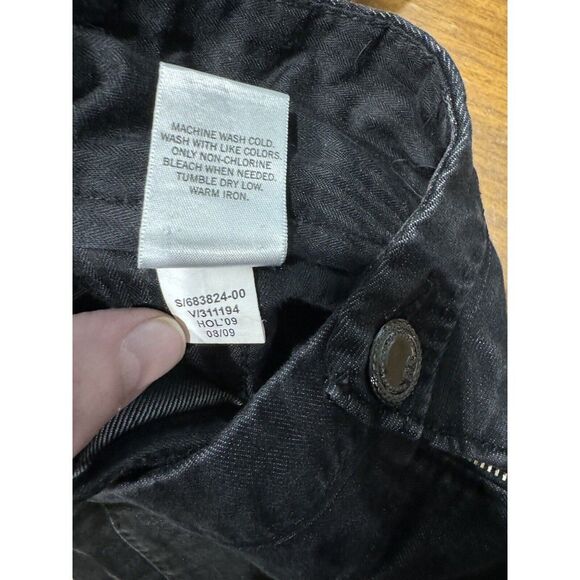 MACHINE WASH COLD.
WASH WITH LIKE COLORS.
ONLY NON-CHLORINE
BLEACH WHEN NEEDED.
TUMBLE DRY LOW.
WARM IRON.
S/683824-00
V/311194
HOL'09
08/09